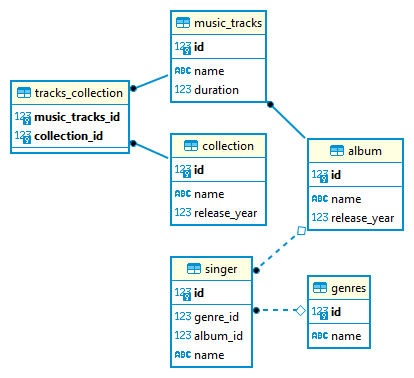 music_tracks
123 id
ABC name
123 duration
tracks_collection
123 music_tracks_id
123 collection_id
collection
123 id
ABC name
123 release_year
album
123 id
ABC name
123 release_year
singer
123 id
123 genre_id
123 album_id
ABC name
genres
123 id
ABC name